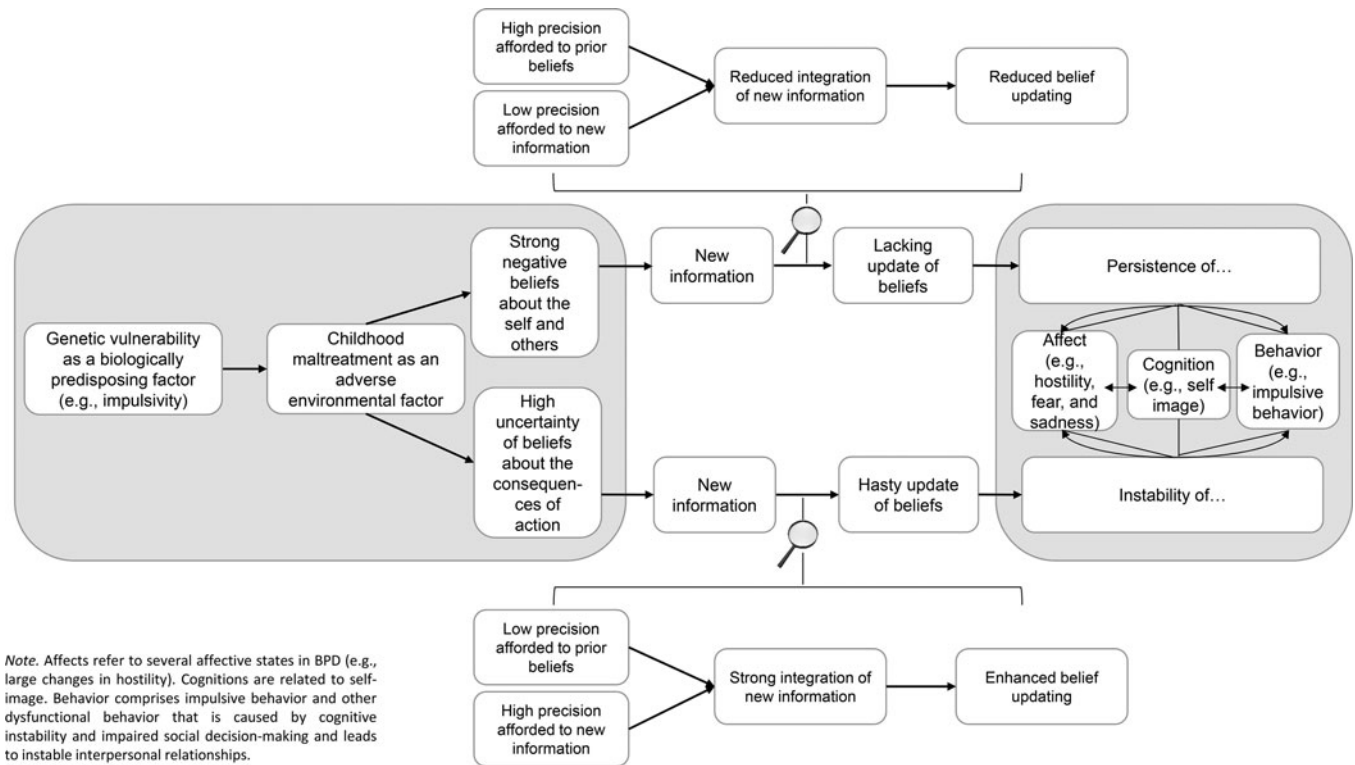 High precision
afforded to prior
beliefs
Low precision
afforded to new
information
Reduced integration
of new information
Reduced belief
updating
Genetic vulnerability
as a biologically
predisposing factor
(e.g., impulsivity)
Childhood
maltreatment as an
adverse
environmental factor
Strong
negative
beliefs
about the
self and
others
High
uncertainty
of beliefs
about the
consequen-
ces of
action
New
information
Lacking
update of
beliefs
Persistence of…
Affect
(e.g.,
hostility,
fear, and
sadness)
Cognition
(e.g., self
image)
Behavior
(e.g.,
impulsive
behavior)
New
information
Hasty update
of beliefs
Instability of…
Low precision
afforded to prior
beliefs
High precision
afforded to new
information
Strong integration of
new information
Enhanced belief
updating
Note. Affects refer to several affective states in BPD (e.g.,
large changes in hostility). Cognitions are related to self-
image. Behavior comprises impulsive behavior and other
dysfunctional behavior that is caused by cognitive
instability and impaired social decision-making and leads
to instable interpersonal relationships.